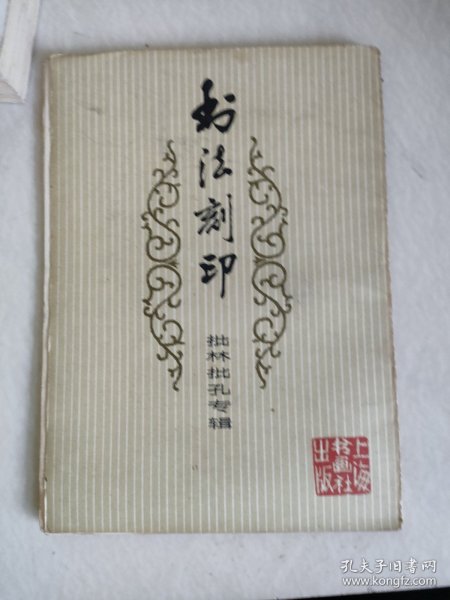 书法刻印
批林批孔专辑
上海
书画社
出版
孔夫子旧书网
www.kongfz.com